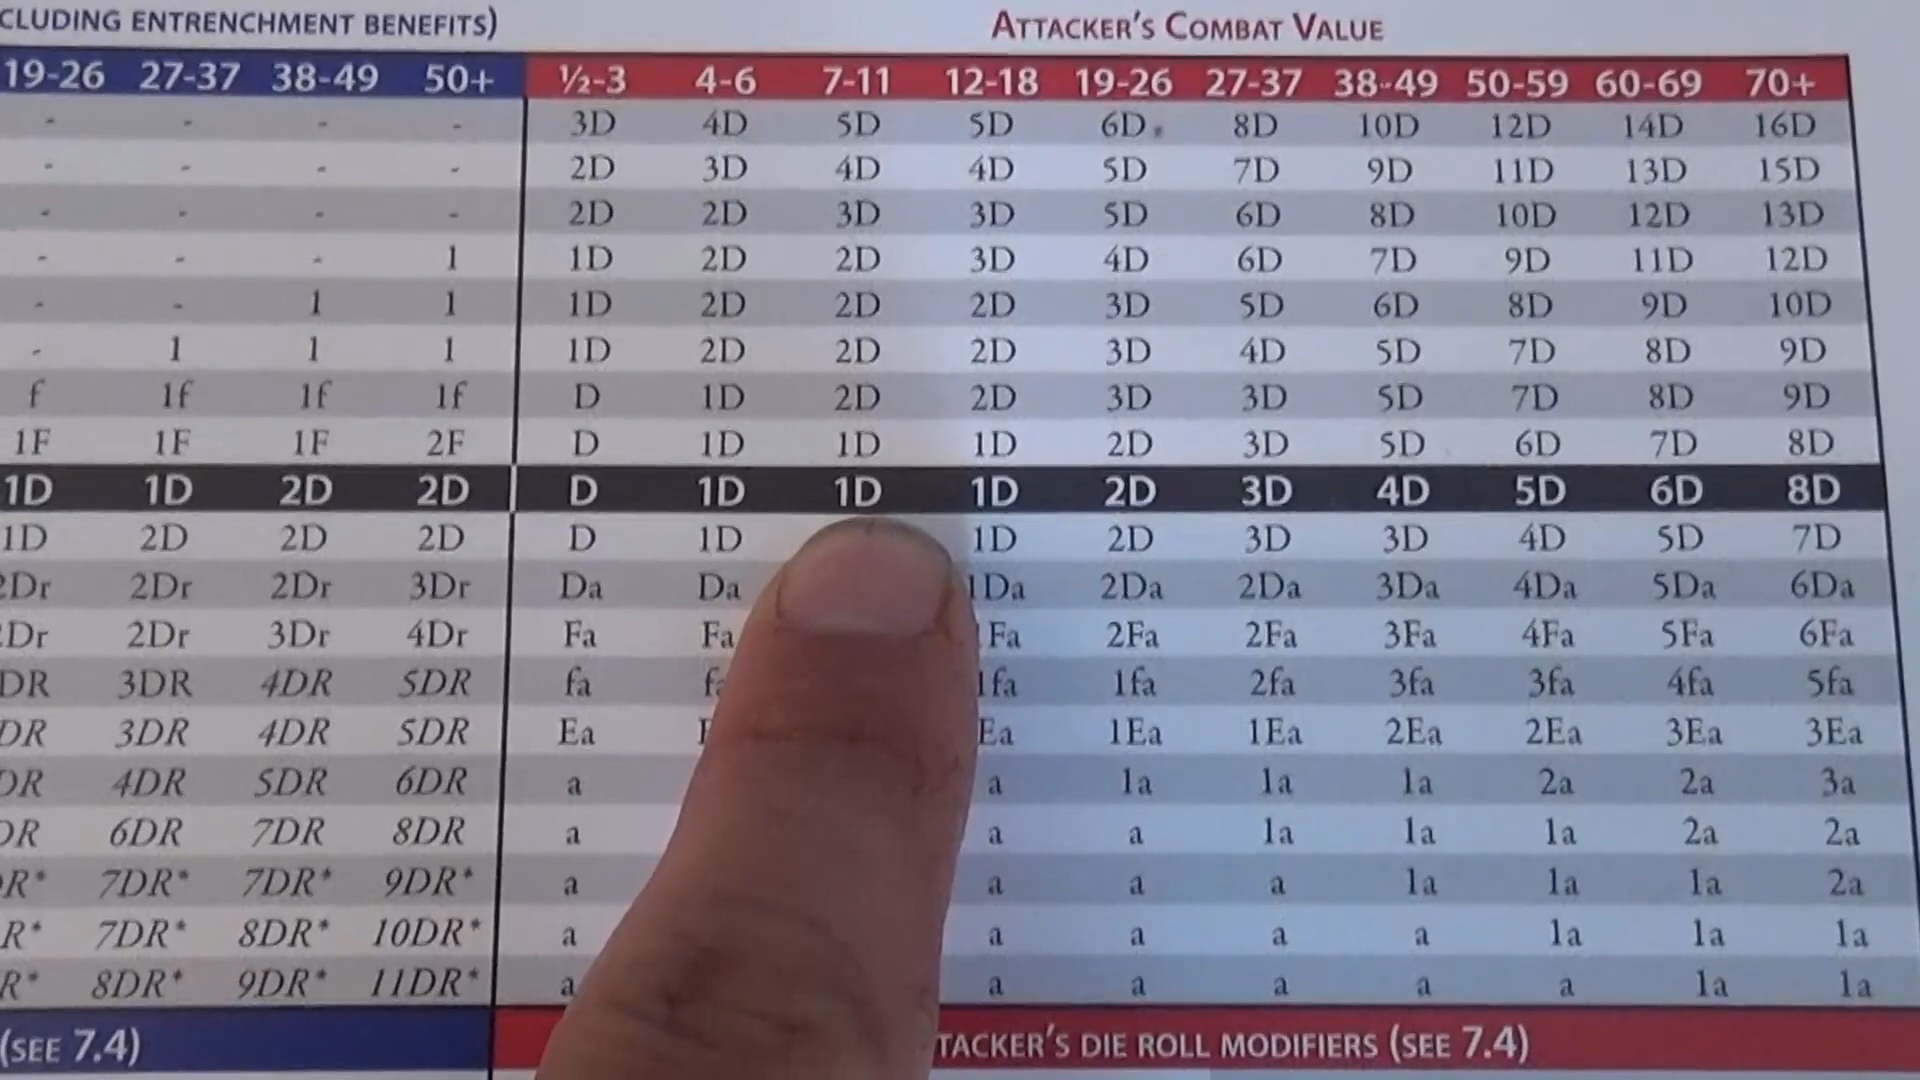 CLUDING ENTRENCHMENT BENEFITS) ATTACKER'S COMBAT VALUE
19-26 27-37 38-49 50+ ½-3 4-6 7-11 12-18 19-26 27-37 38-49 50-59 60-69 70+
- - - - 3D 4D 5D 5D 6D 8D 10D 12D 14D 16D
- - - - 2D 3D 4D 4D 5D 7D 9D 11D 13D 15D
- - - - 2D 2D 3D 3D 5D 6D 8D 10D 12D 13D
- - - 1 1D 2D 2D 3D 4D 6D 7D 9D 11D 12D
- - 1 1 1D 2D 2D 2D 3D 5D 6D 8D 9D 10D
- 1 1 1 1D 2D 2D 2D 3D 4D 5D 7D 8D 9D
f 1f 1f 1f D 1D 2D 2D 3D 3D 5D 7D 8D 9D
1F 1F 1F 2F D 1D 1D 1D 2D 3D 5D 6D 7D 8D
1D 1D 2D 2D D 1D 1D 1D 2D 3D 4D 5D 6D 8D
1D 2D 2D 2D D 1D 1D 2D 3D 3D 4D 5D 7D
2Dr 2Dr 2Dr 3Dr Da Da 1Da 2Da 2Da 3Da 4Da 5Da 6Da
2Dr 2Dr 3Dr 4Dr Fa Fa Fa 2Fa 2Fa 3Fa 4Fa 5Fa 6Fa
DR 3DR 4DR 5DR fa 1fa 1fa 2fa 3fa 3fa 4fa 5fa
DR 3DR 4DR 5DR Ea Ea 1Ea 1Ea 2Ea 2Ea 3Ea 3Ea
DR 4DR 5DR 6DR a a 1a 1a 1a 2a 2a 3a
DR 6DR 7DR 8DR a a a 1a 1a 1a 2a 2a
R* 7DR* 7DR* 9DR* a a a a 1a 1a 1a 2a
R* 7DR* 8DR* 10DR* a a a a a 1a 1a 1a
R* 8DR* 9DR* 11DR* a a a a a a 1a 1a
(SEE 7.4) TACKER'S DIE ROLL MODIFIERS (SEE 7.4)